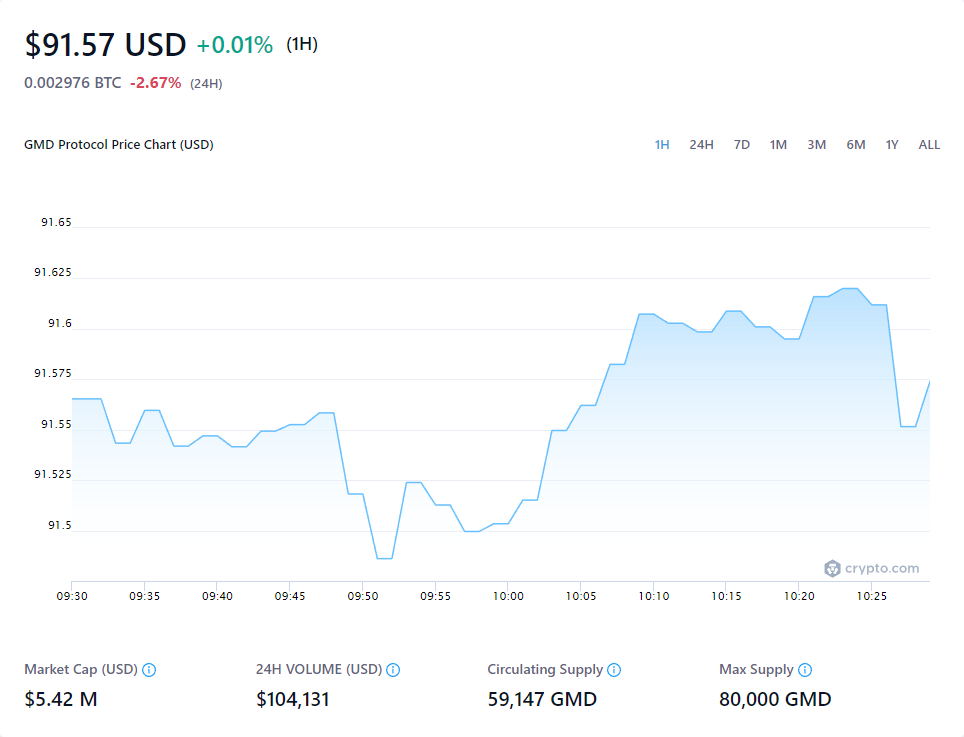 $91.57 USD +0.01% (1H)
0.002976 BTC -2.67% (24H)
GMD Protocol Price Chart (USD) 1H 24H 7D 1M 3M 6M 1Y ALL
91.65
91.625
91.6
91.575
91.55
91.525
91.5
crypto.com
09:30 09:35 09:40 09:45 09:50 09:55 10:00 10:05 10:10 10:15 10:20 10:25
Market Cap (USD) 24H VOLUME (USD) Circulating Supply Max Supply
$5.42 M $104,131 59,147 GMD 80,000 GMD